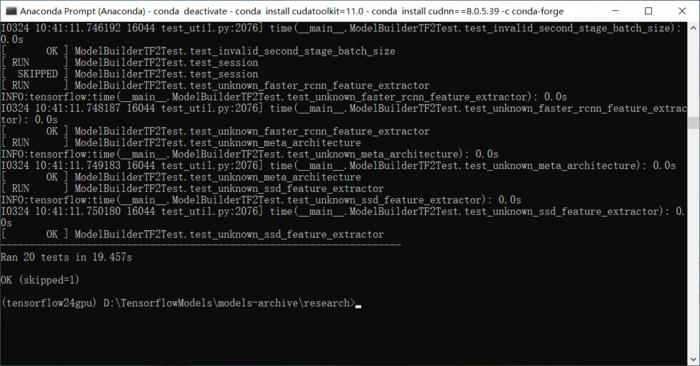 Anaconda Prompt (Anaconda) - conda deactivate - conda install cudatoolkit=11.0 - conda install cudnn==8.0.5.39 -c conda-forge
I0324 10:41:11.746192 16044 test_util.py:2076] time(__main__.ModelBuilderTF2Test.test_invalid_second_stage_batch_size):
0.0s
[       OK ] ModelBuilderTF2Test.test_invalid_second_stage_batch_size
[ RUN      ] ModelBuilderTF2Test.test_session
[  SKIPPED ] ModelBuilderTF2Test.test_session
[ RUN      ] ModelBuilderTF2Test.test_unknown_faster_rcnn_feature_extractor
INFO:tensorflow:time(__main__.ModelBuilderTF2Test.test_unknown_faster_rcnn_feature_extractor): 0.0s
I0324 10:41:11.748187 16044 test_util.py:2076] time(__main__.ModelBuilderTF2Test.test_unknown_faster_rcnn_feature_extrac
tor): 0.0s
[       OK ] ModelBuilderTF2Test.test_unknown_faster_rcnn_feature_extractor
[ RUN      ] ModelBuilderTF2Test.test_unknown_meta_architecture
INFO:tensorflow:time(__main__.ModelBuilderTF2Test.test_unknown_meta_architecture): 0.0s
I0324 10:41:11.749183 16044 test_util.py:2076] time(__main__.ModelBuilderTF2Test.test_unknown_meta_architecture): 0.0s
[       OK ] ModelBuilderTF2Test.test_unknown_meta_architecture
[ RUN      ] ModelBuilderTF2Test.test_unknown_ssd_feature_extractor
INFO:tensorflow:time(__main__.ModelBuilderTF2Test.test_unknown_ssd_feature_extractor): 0.0s
I0324 10:41:11.750180 16044 test_util.py:2076] time(__main__.ModelBuilderTF2Test.test_unknown_ssd_feature_extractor): 0.
0s
[       OK ] ModelBuilderTF2Test.test_unknown_ssd_feature_extractor
----------------------------------------------------------------------
Ran 20 tests in 19.457s
OK (skipped=1)
(tensorflow24gpu) D:\TensorflowModels\models-archive\research>